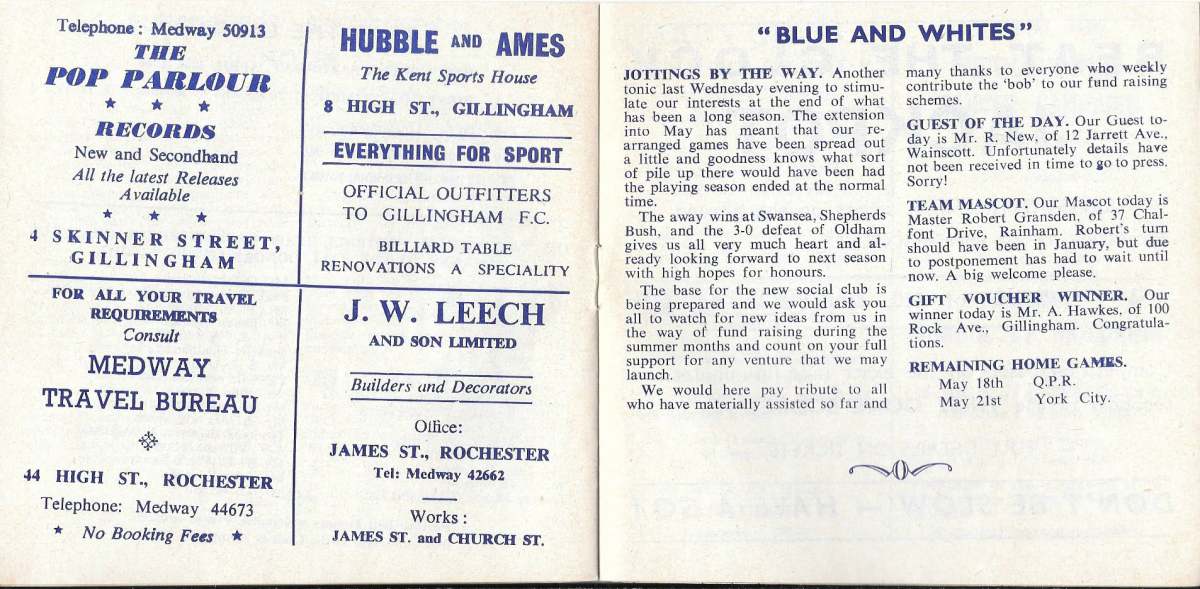 Telephone: Medway 50913
THE
POP PARLOUR
★ ★ ★
RECORDS
New and Secondhand
All the latest Releases
Available
★ ★ ★
4 SKINNER STREET,
GILLINGHAM
HUBBLE AND AMES
The Kent Sports House
8 HIGH ST., GILLINGHAM
EVERYTHING FOR SPORT
OFFICIAL OUTFITTERS
TO GILLINGHAM F.C.
BILLIARD TABLE
RENOVATIONS A SPECIALITY
FOR ALL YOUR TRAVEL
REQUIREMENTS
Consult
MEDWAY
TRAVEL BUREAU
44 HIGH ST., ROCHESTER
Telephone: Medway 44673
★ No Booking Fees ★
J. W. LEECH
AND SON LIMITED
Builders and Decorators
Office:
JAMES ST., ROCHESTER
Tel: Medway 42662
Works :
JAMES ST. and CHURCH ST.
"BLUE AND WHITES"
JOTTINGS BY THE WAY. Another
tonic last Wednesday evening to stimu-
late our interests at the end of what
has been a long season. The extension
into May has meant that our re-
arranged games have been spread out
a little and goodness knows what sort
of pile up there would have been had
the playing season ended at the normal
time.
The away wins at Swansea, Shepherds
Bush, and the 3-0 defeat of Oldham
gives us all very much heart and al-
ready looking forward to next season
with high hopes for honours.
The base for the new social club is
being prepared and we would ask you
all to watch for new ideas from us in
the way of fund raising during the
summer months and count on your full
support for any venture that we may
launch.
We would here pay tribute to all
who have materially assisted so far and
many thanks to everyone who weekly
contribute the 'bob' to our fund raising
schemes.
GUEST OF THE DAY. Our Guest to-
day is Mr. R. New, of 12 Jarrett Ave.,
Wainscott. Unfortunately details have
not been received in time to go to press.
Sorry!
TEAM MASCOT. Our Mascot today is
Master Robert Gransden, of 37 Chal-
font Drive, Rainham. Robert's turn
should have been in January, but due
to postponement has had to wait until
now. A big welcome please.
GIFT VOUCHER WINNER. Our
winner today is Mr. A. Hawkes, of 100
Rock Ave., Gillingham. Congratula-
tions.
REMAINING HOME GAMES.
May 18th Q.P.R.
May 21st York City.